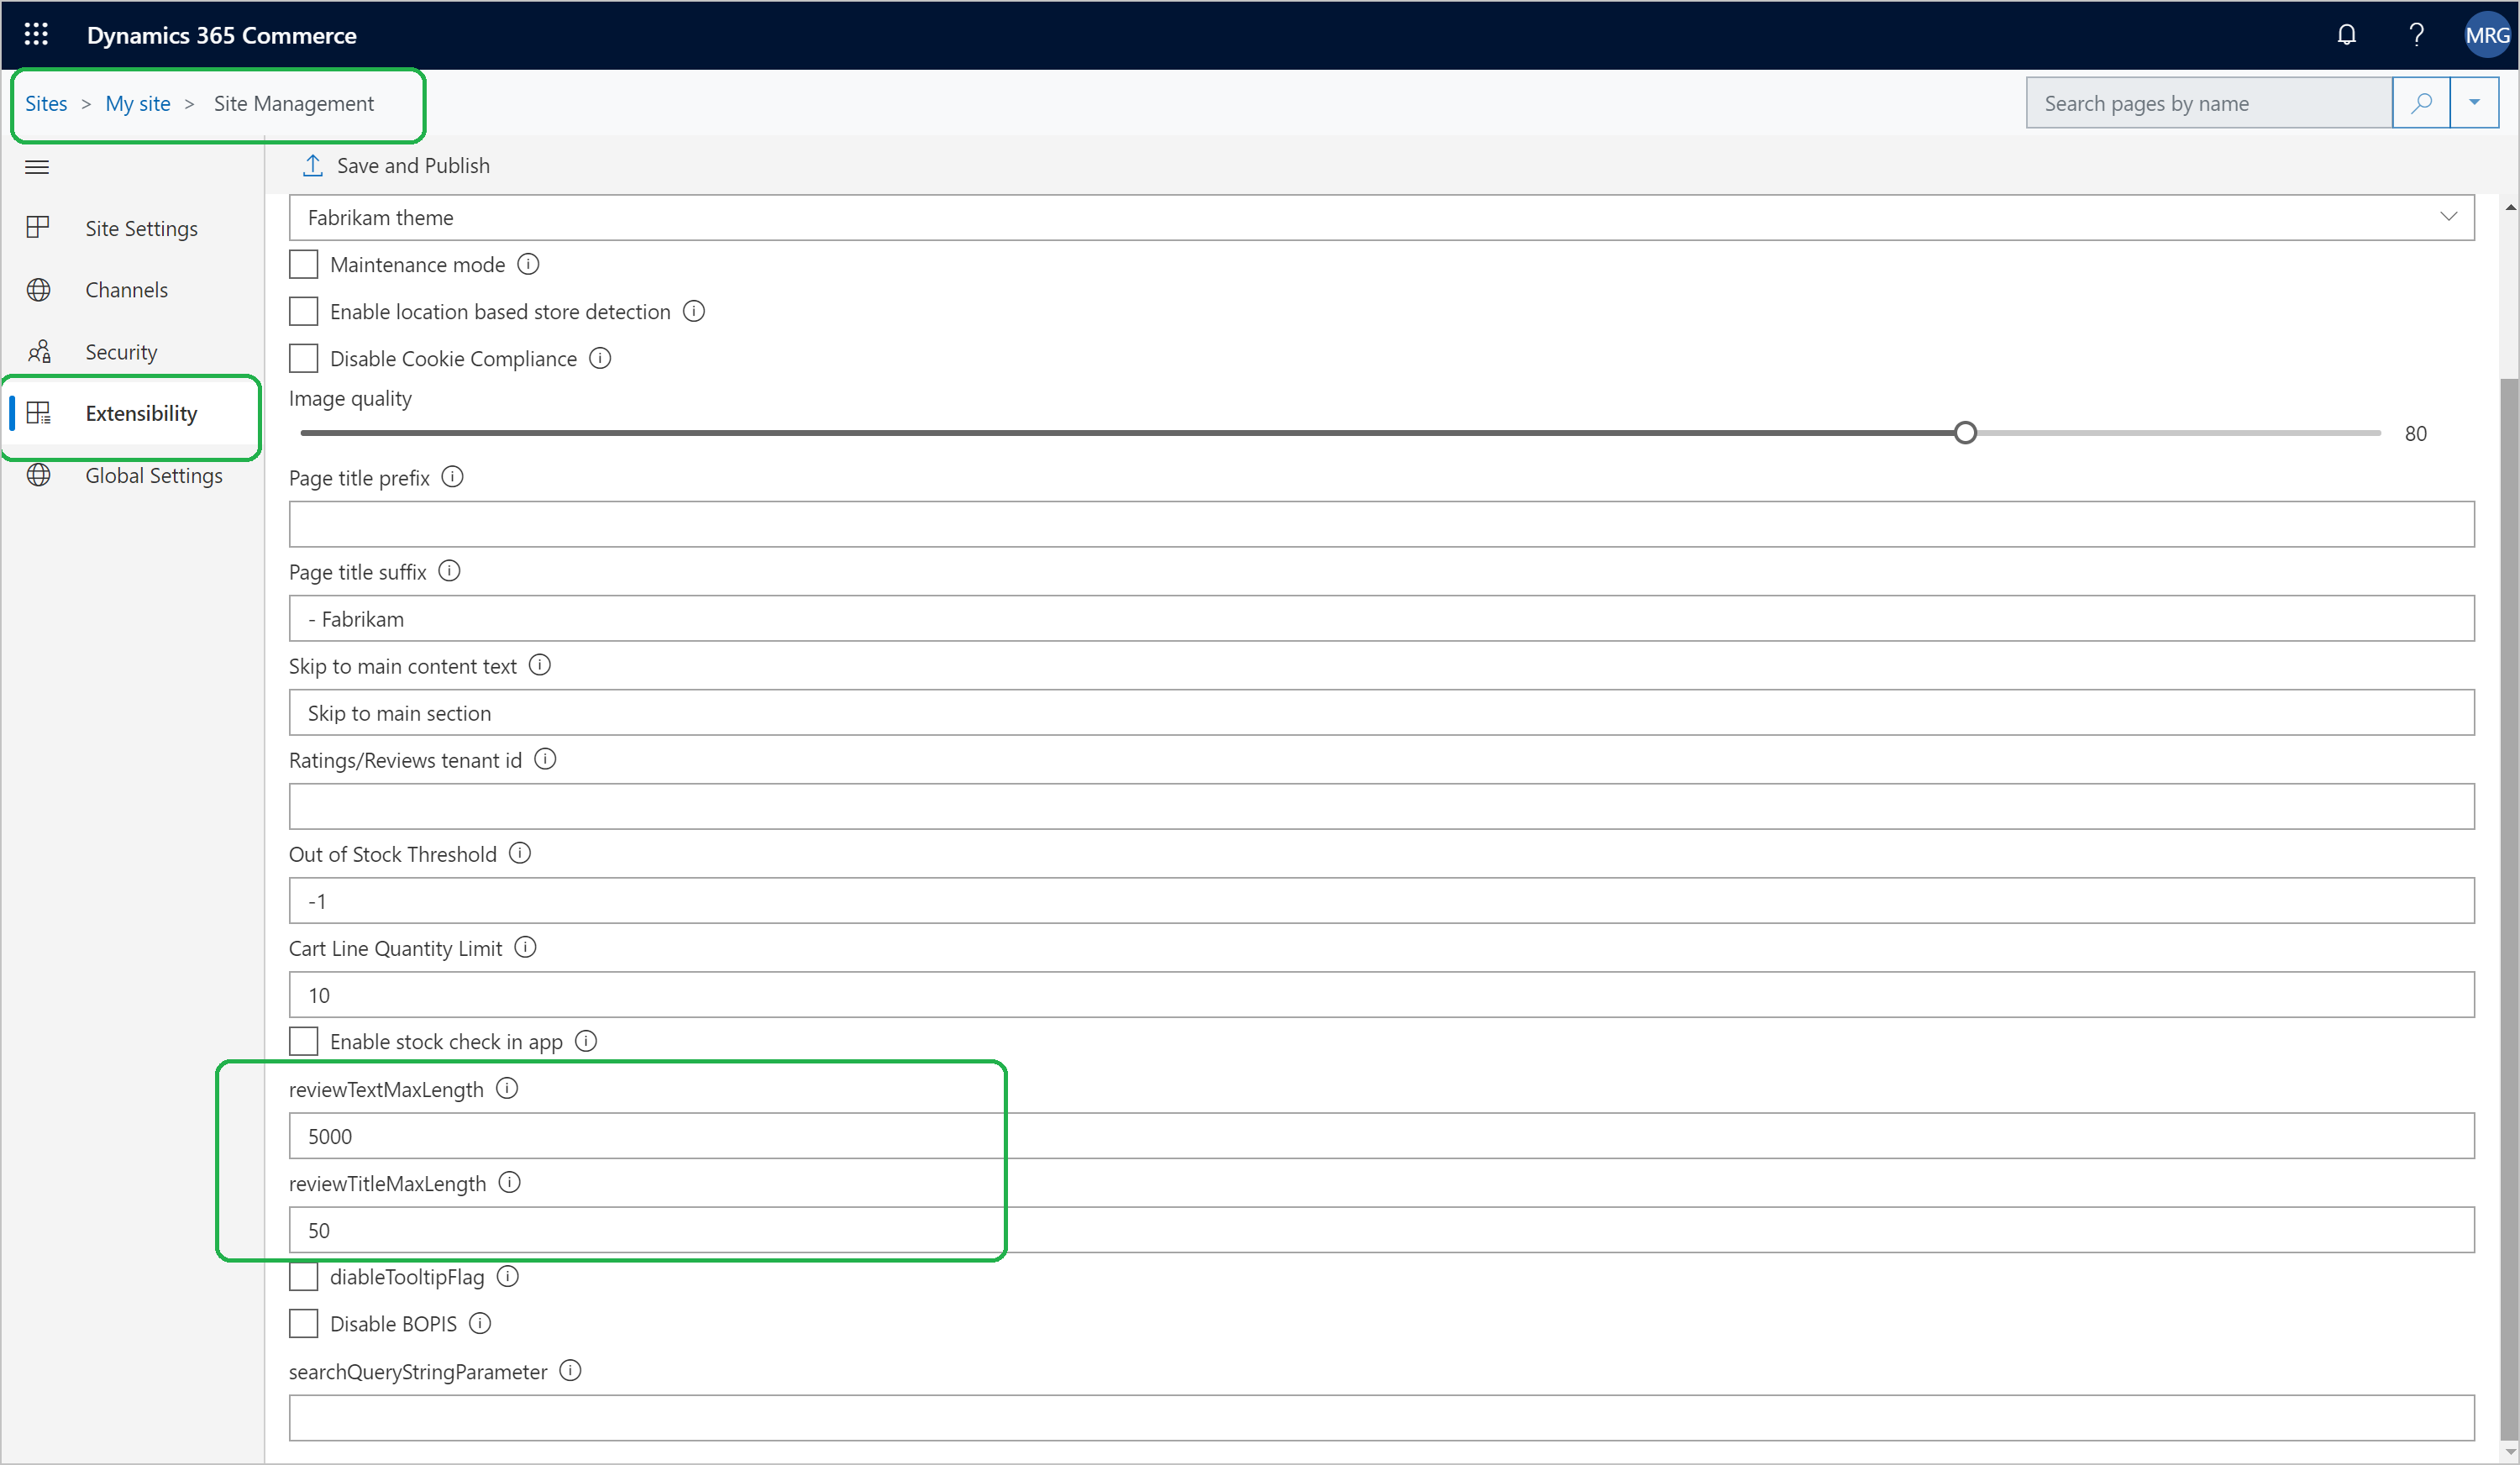 Dynamics 365 Commerce
MRG
Sites > My site > Site Management
Search pages by name
Save and Publish
Site Settings
Channels
Security
Extensibility
Global Settings
Fabrikam theme
Maintenance mode
Enable location based store detection
Disable Cookie Compliance
Image quality
80
Page title prefix
Page title suffix
- Fabrikam
Skip to main content text
Skip to main section
Ratings/Reviews tenant id
Out of Stock Threshold
-1
Cart Line Quantity Limit
10
Enable stock check in app
reviewTextMaxLength
5000
reviewTitleMaxLength
50
diableTooltipFlag
Disable BOPIS
searchQueryStringParameter